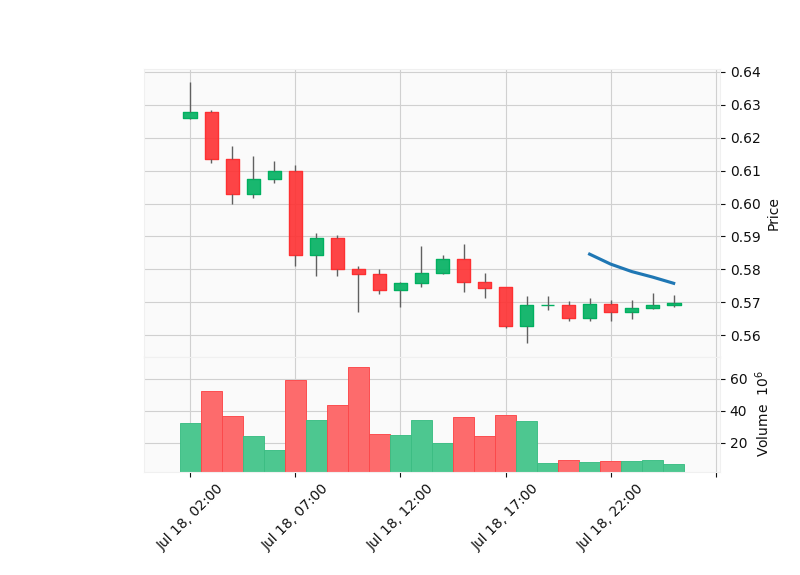 0.64
0.63
0.62
0.61
0.60
0.59
0.58
0.57
0.56
Price
60
40
20
Volume 10⁶
Jul 18, 02:00
Jul 18, 07:00
Jul 18, 12:00
Jul 18, 17:00
Jul 18, 22:00